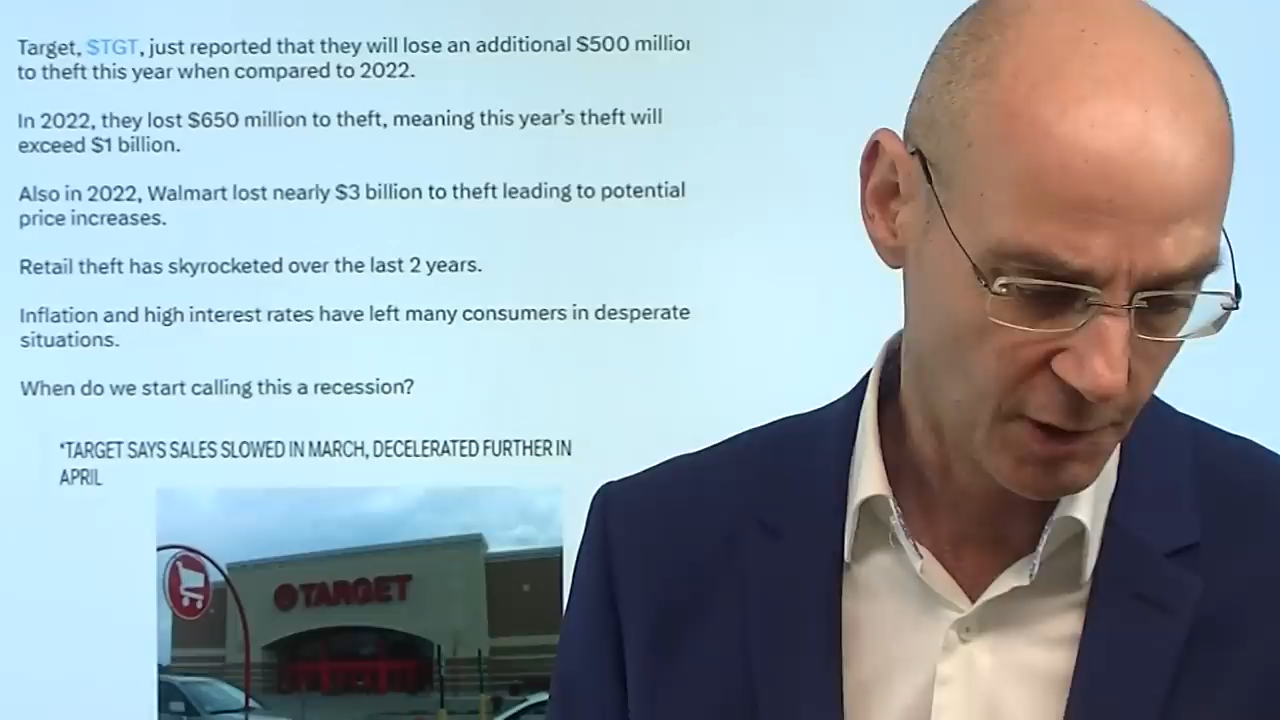 Target, $TGT, just reported that they will lose an additional $500 million
to theft this year when compared to 2022.
In 2022, they lost $650 million to theft, meaning this year's theft will
exceed $1 billion.
Also in 2022, Walmart lost nearly $3 billion to theft leading to potential
price increases.
Retail theft has skyrocketed over the last 2 years.
Inflation and high interest rates have left many consumers in desperate
situations.
When do we start calling this a recession?
*TARGET SAYS SALES SLOWED IN MARCH, DECELERATED FURTHER IN
APRIL
TARGET